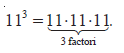 11³ = 11·11·11.
3 factori